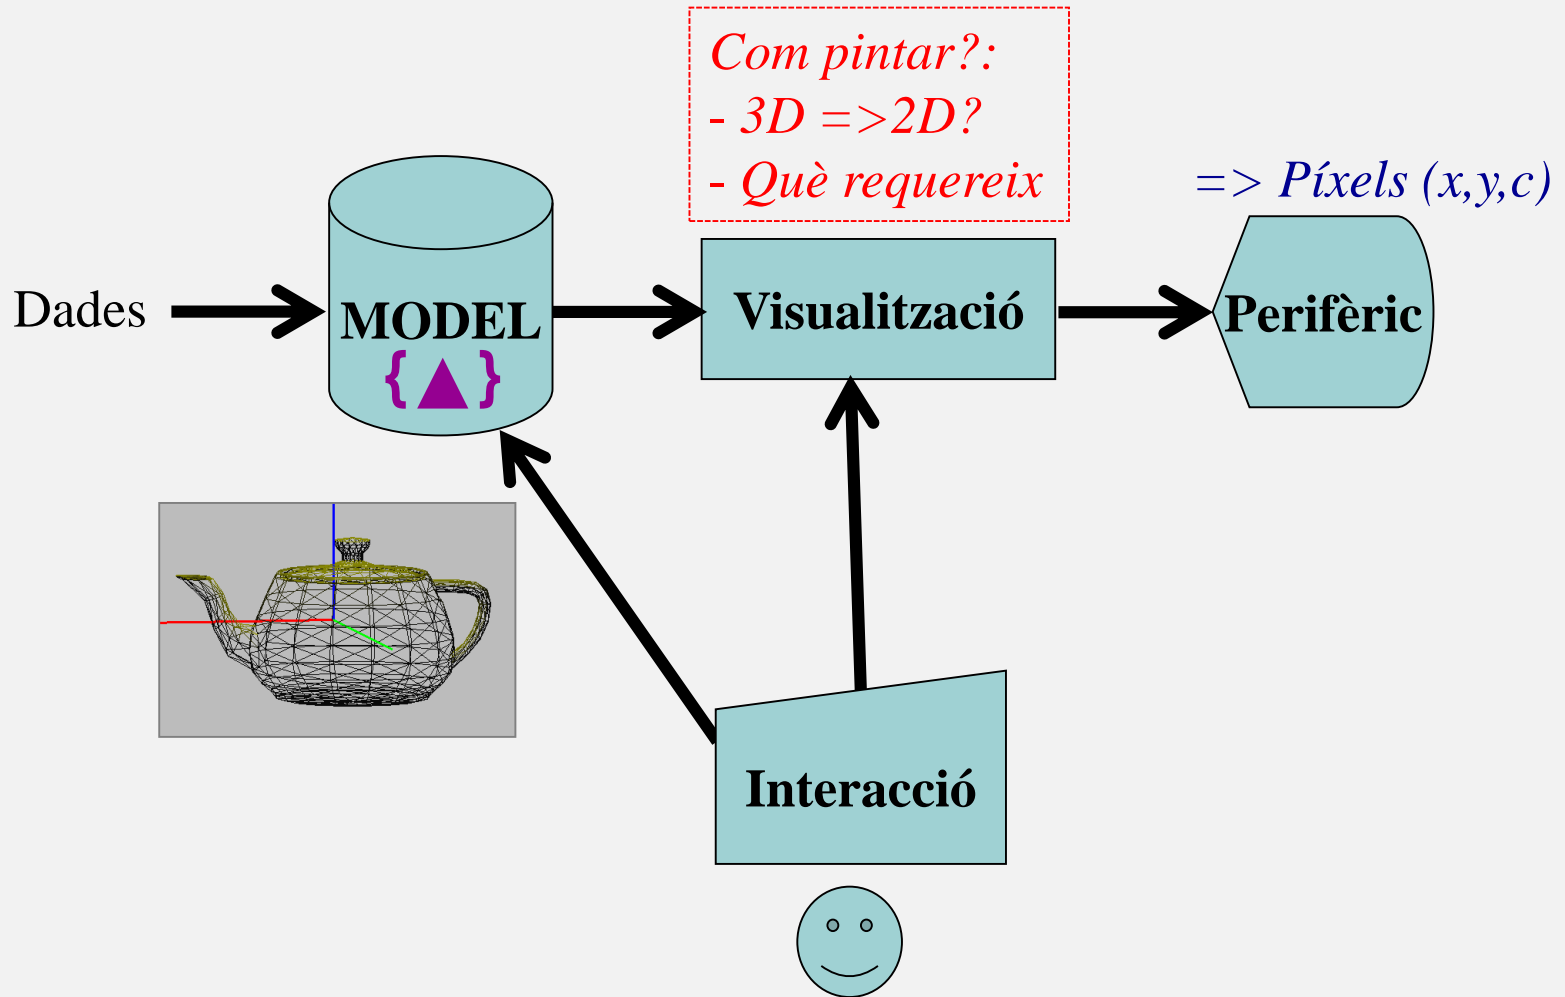 Com pintar?:
- 3D =>2D?
- Què requereix
=> Píxels (x,y,c)
Dades
MODEL
{▲}
Visualització
Perifèric
Interacció